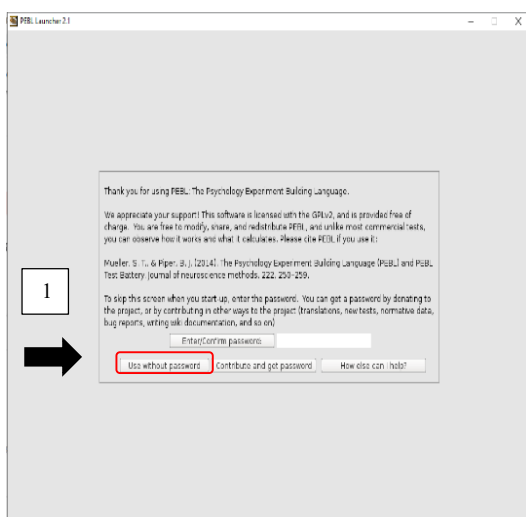 PEBL Launcher 2.1
Thank you for using PEBL: The Psychology Experiment Building Language.
We appreciate your support! This software is licensed with the GPLv2, and is provided free of
charge. You are free to modify, share, and redistribute PEBL, and unlike most commercial tests,
you can observe how it works and what it calculates. Please cite PEBL if you use it:
Mueller, S. T., & Piper, B. J. (2014). The Psychology Experiment Building Language (PEBL) and PEBL
Test Battery. Journal of neuroscience methods, 222, 250-259.
To skip this screen when you start up, enter the password. You can get a password by donating to
the project, or by contributing in other ways to the project (translations, new tests, normative data,
bug reports, writing wiki documentation, and so on)
1
Enter/Confirm password:
Use without password
Contribute and get password
How else can I help?